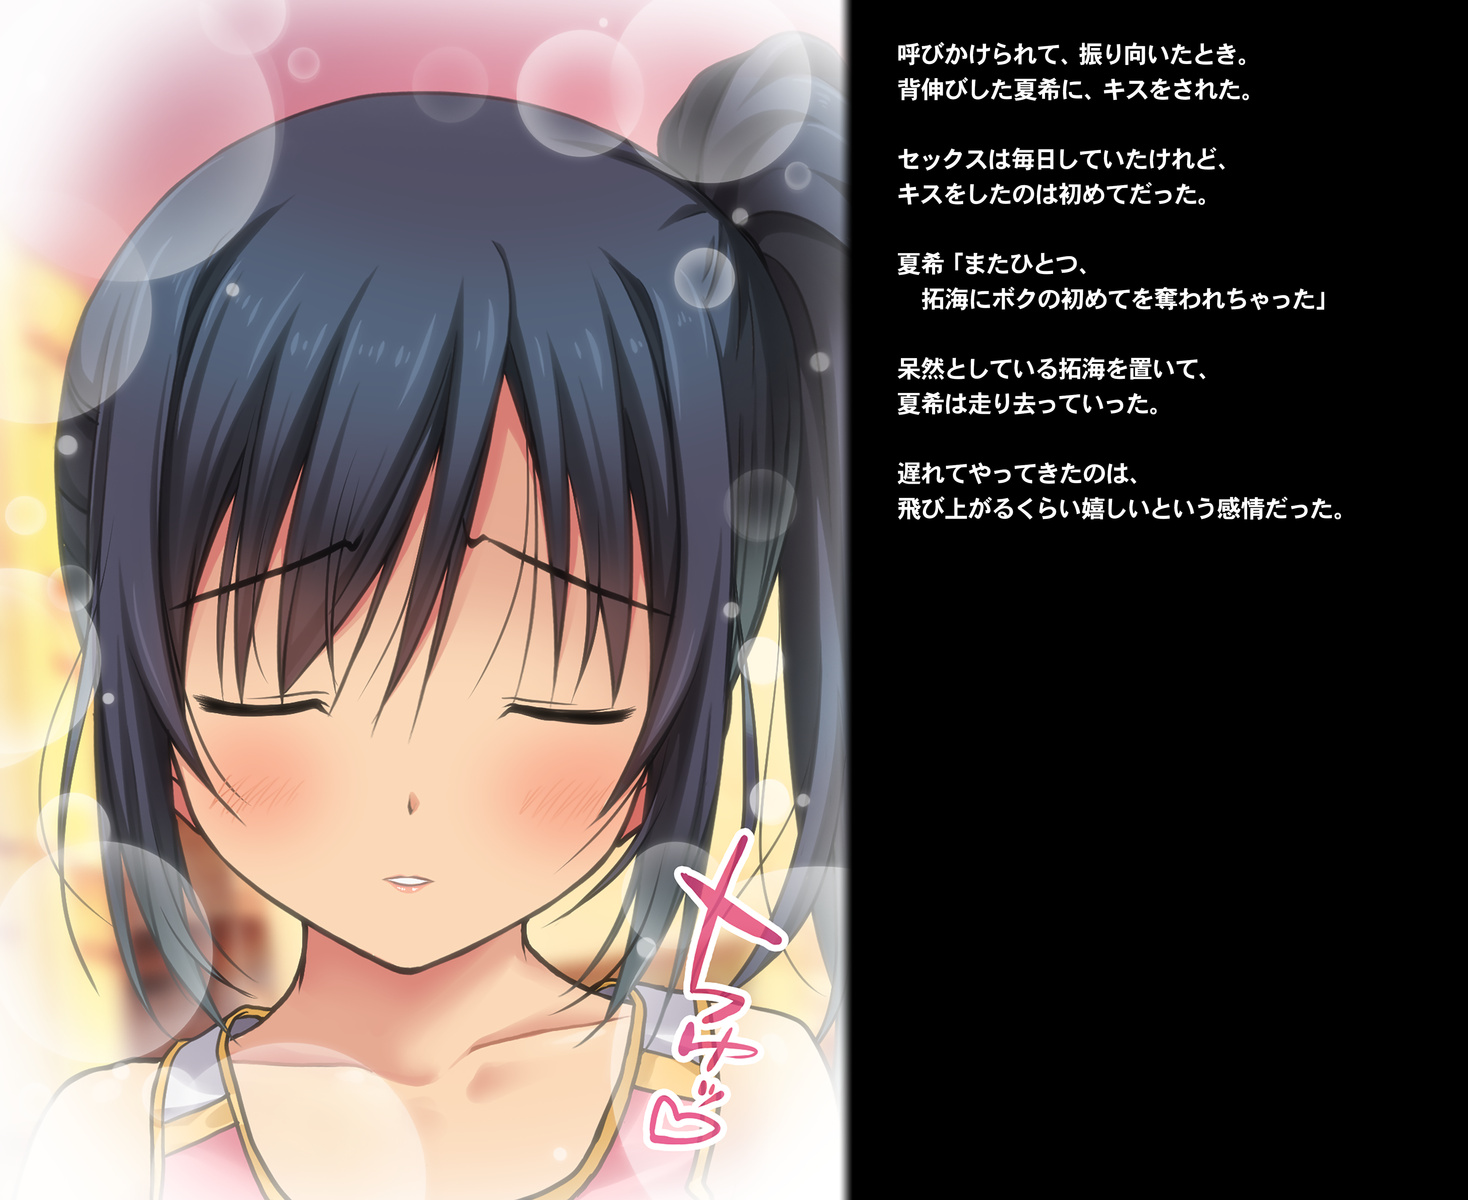 呼びかけられて、振り向いたとき。
背伸びした夏希に、キスをされた。
セックスは毎日していたけれど、
キスをしたのは初めてだった。
夏希「またひとつ、
拓海にボクの初めてを奪われちゃった」
呆然としている拓海を置いて、
夏希は走り去っていった。
遅れてやってきたのは、
飛び上がるくらい嬉しいという感情だった。
ちゅ♡